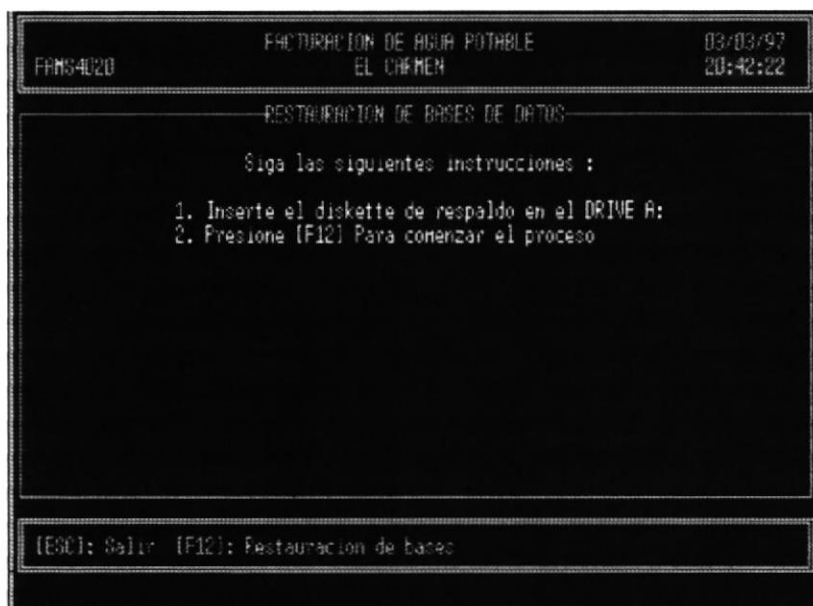 FACTURACION DE AGUA POTABLE 03/03/97
FAMS4020 EL CARMEN 20:42:22
RESTAURACION DE BASES DE DATOS
Siga las siguientes instrucciones :
1. Inserte el diskette de respaldo en el DRIVE A:
2. Presione [F12] Para comenzar el proceso
[ESC]: Salir [F12]: Restauracion de bases